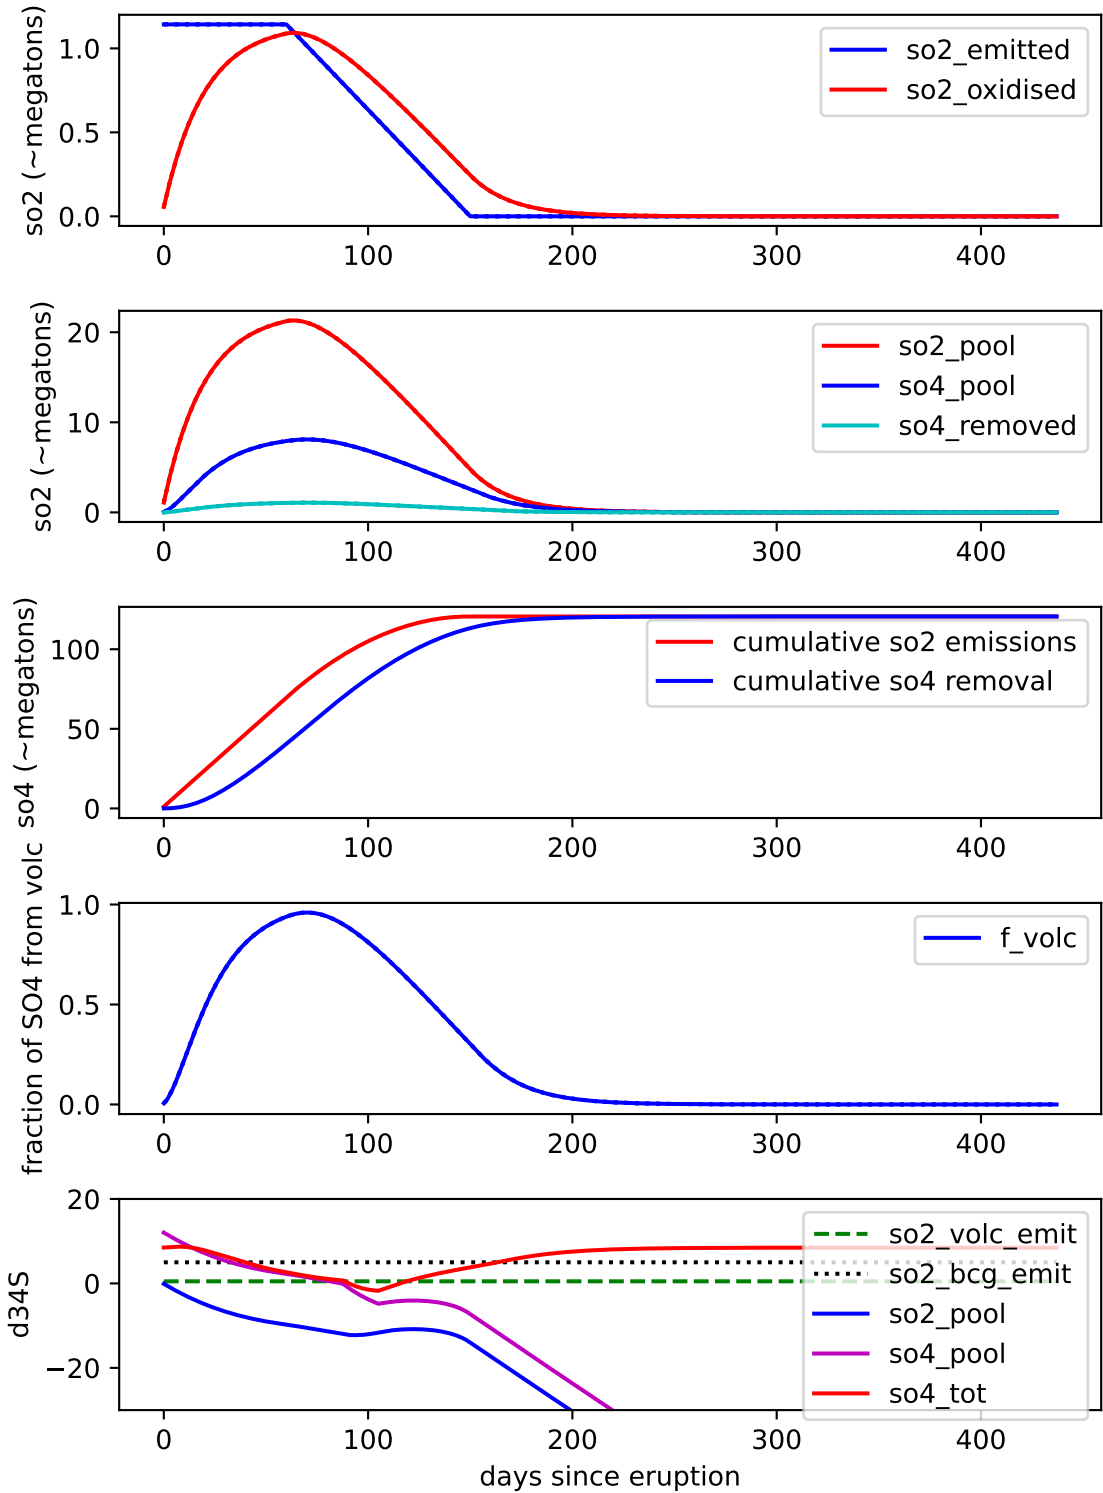 so2 (~megatons)
1.0
0.5
0.0
so2_emitted
so2_oxidised
0
100
200
300
400
so2 (~megatons)
20
10
0
so2_pool
so4_pool
so4_removed
0
100
200
300
400
so4 (~megatons)
100
50
0
cumulative so2 emissions
cumulative so4 removal
0
100
200
300
400
fraction of SO4 from volc
1.0
0.5
0.0
f_volc
0
100
200
300
400
d34S
20
0
−20
so2_volc_emit
so2_bcg_emit
so2_pool
so4_pool
so4_tot
0
100
200
300
400
days since eruption